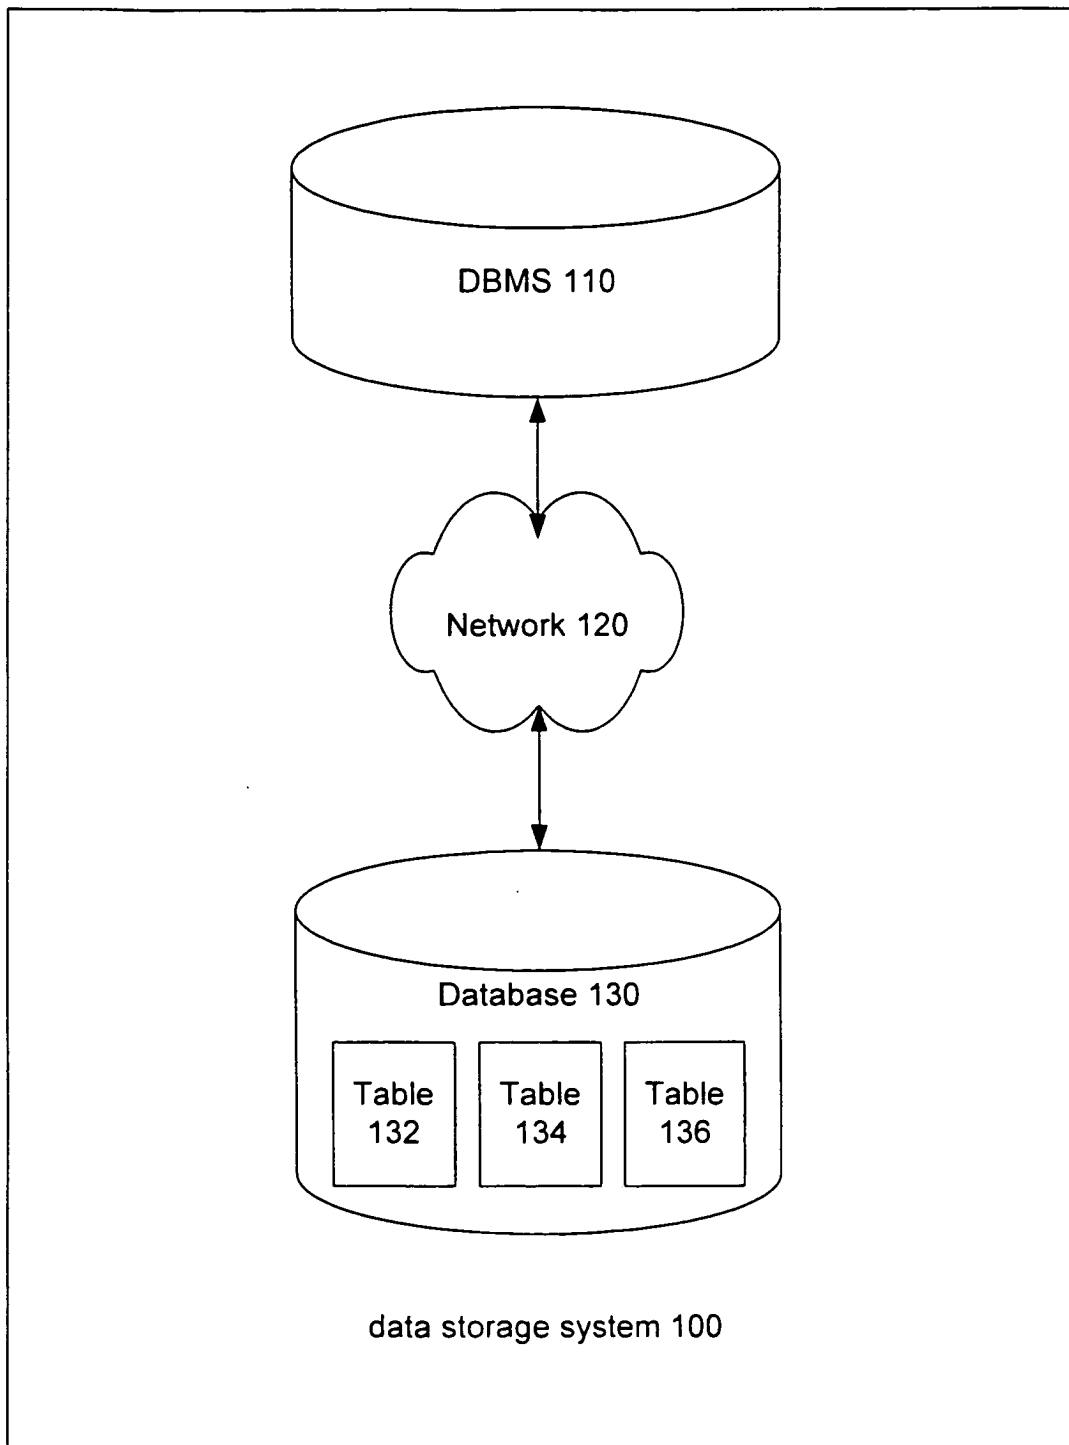 DBMS 110
Network 120
Database 130
Table
132
Table
134
Table
136
data storage system 100